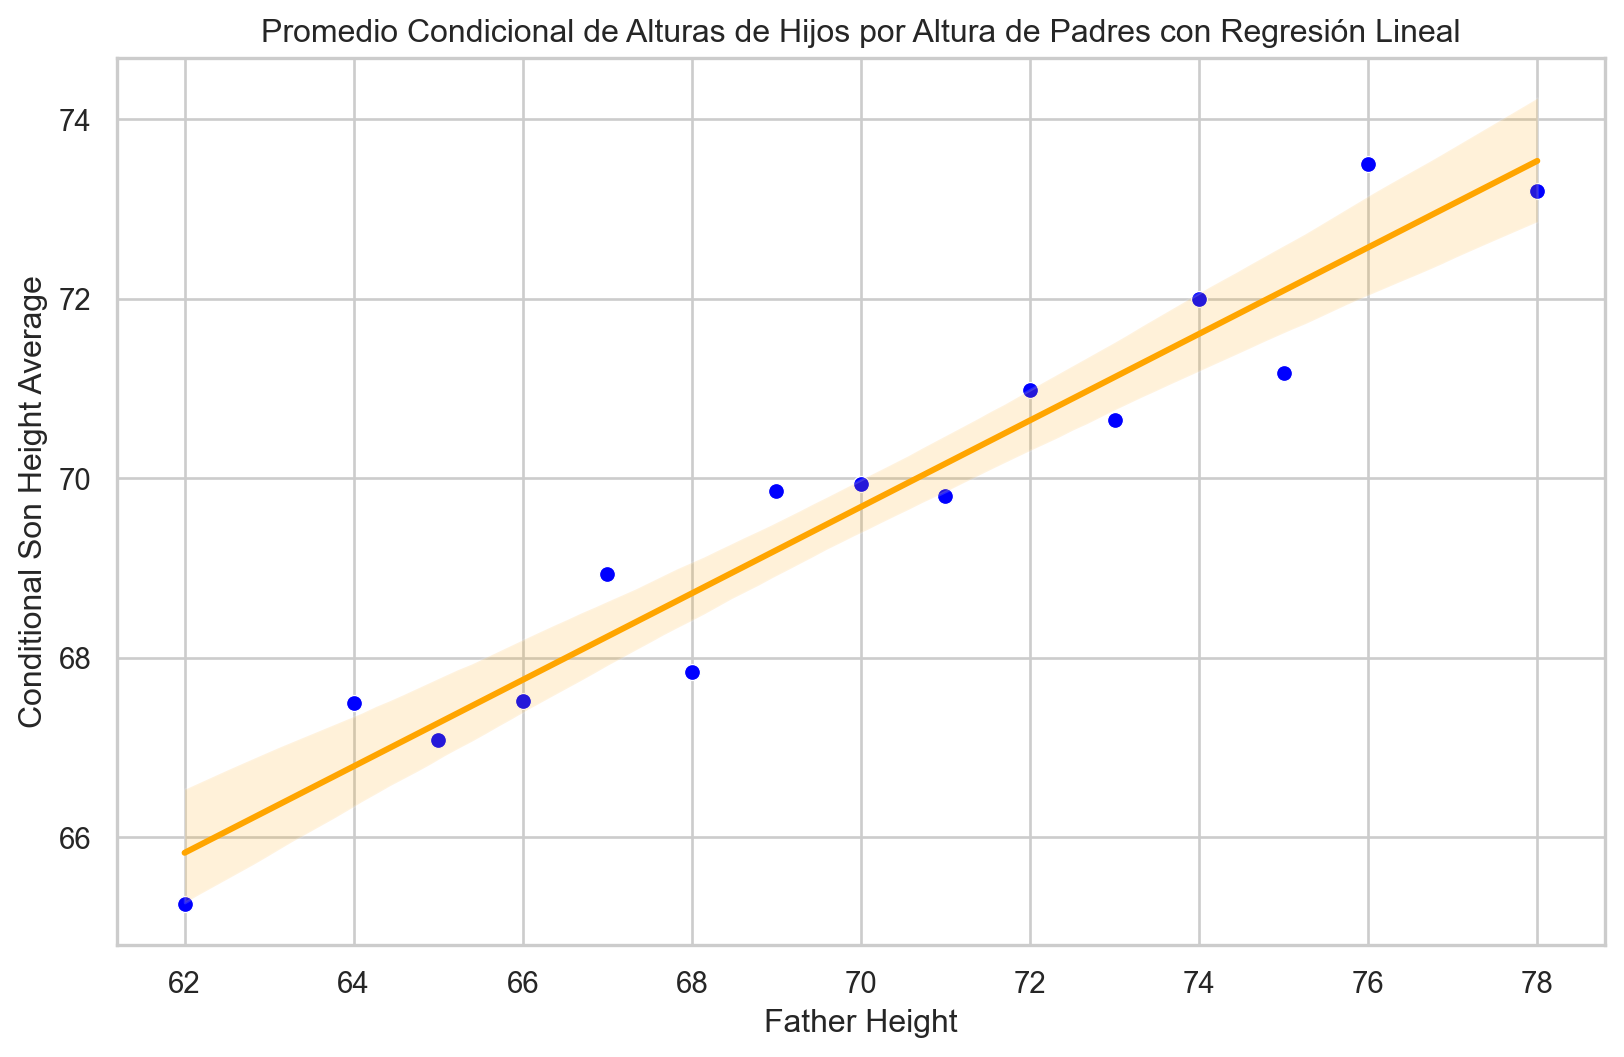 Promedio Condicional de Alturas de Hijos por Altura de Padres con Regresión Lineal
Conditional Son Height Average
74
72
70
68
66
62 64 66 68 70 72 74 76 78
Father Height